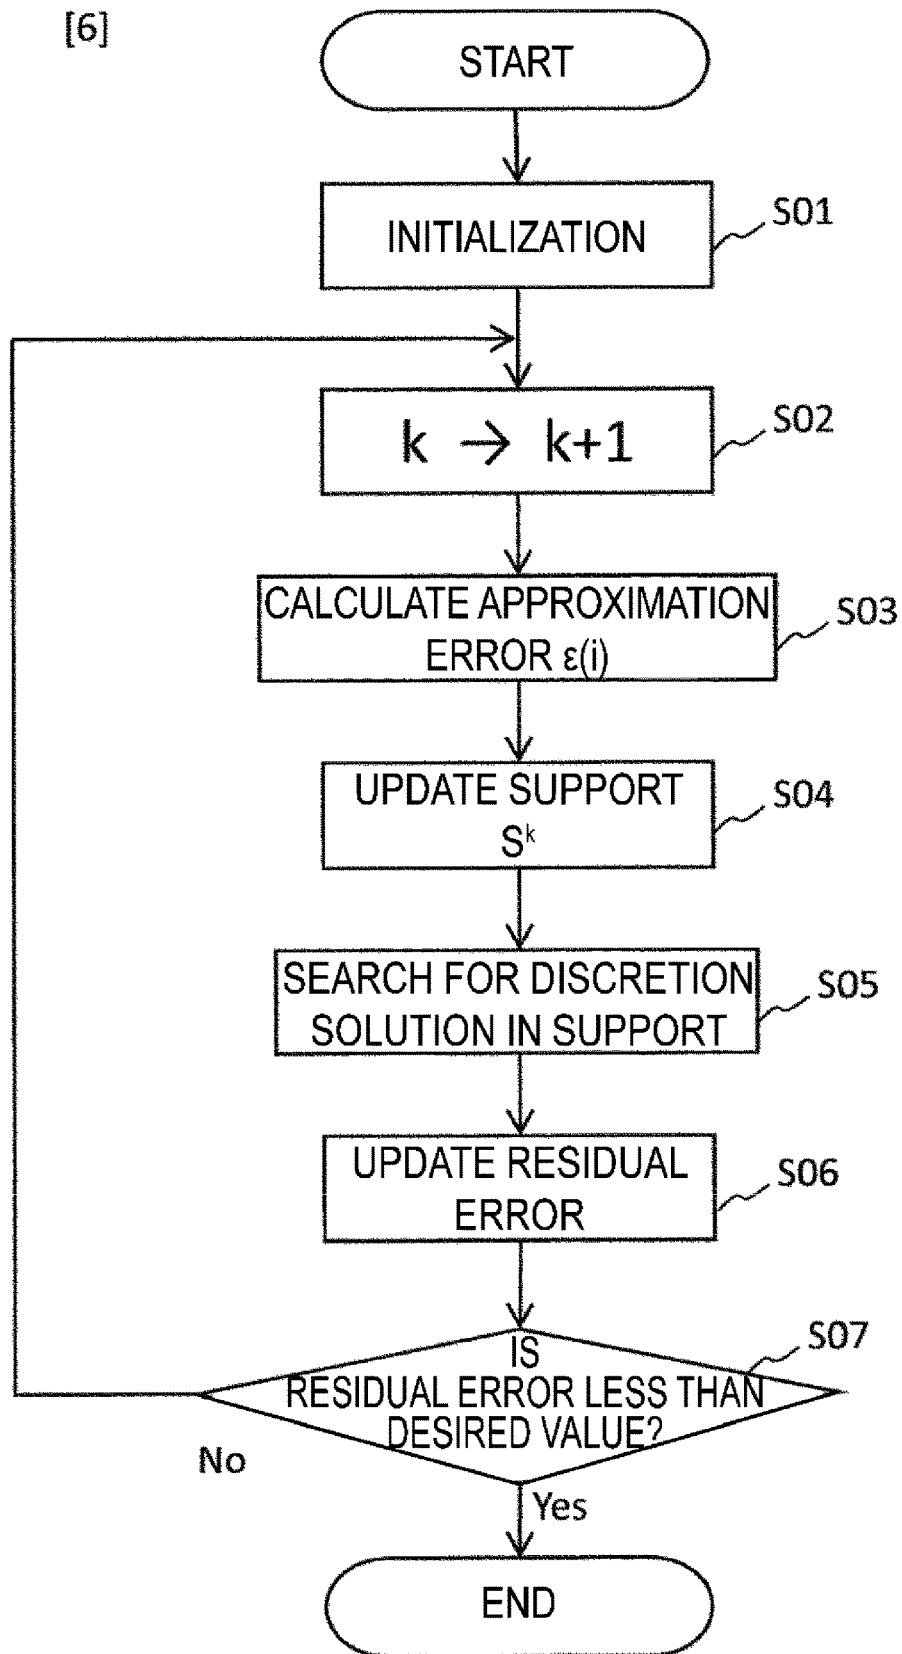 [6]
START
INITIALIZATION
S01
k → k+1
S02
CALCULATE APPROXIMATION
ERROR ε(i)
S03
UPDATE SUPPORT
Sᵏ
S04
SEARCH FOR DISCRETION
SOLUTION IN SUPPORT
S05
UPDATE RESIDUAL
ERROR
S06
IS
RESIDUAL ERROR LESS THAN
DESIRED VALUE?
S07
No
Yes
END